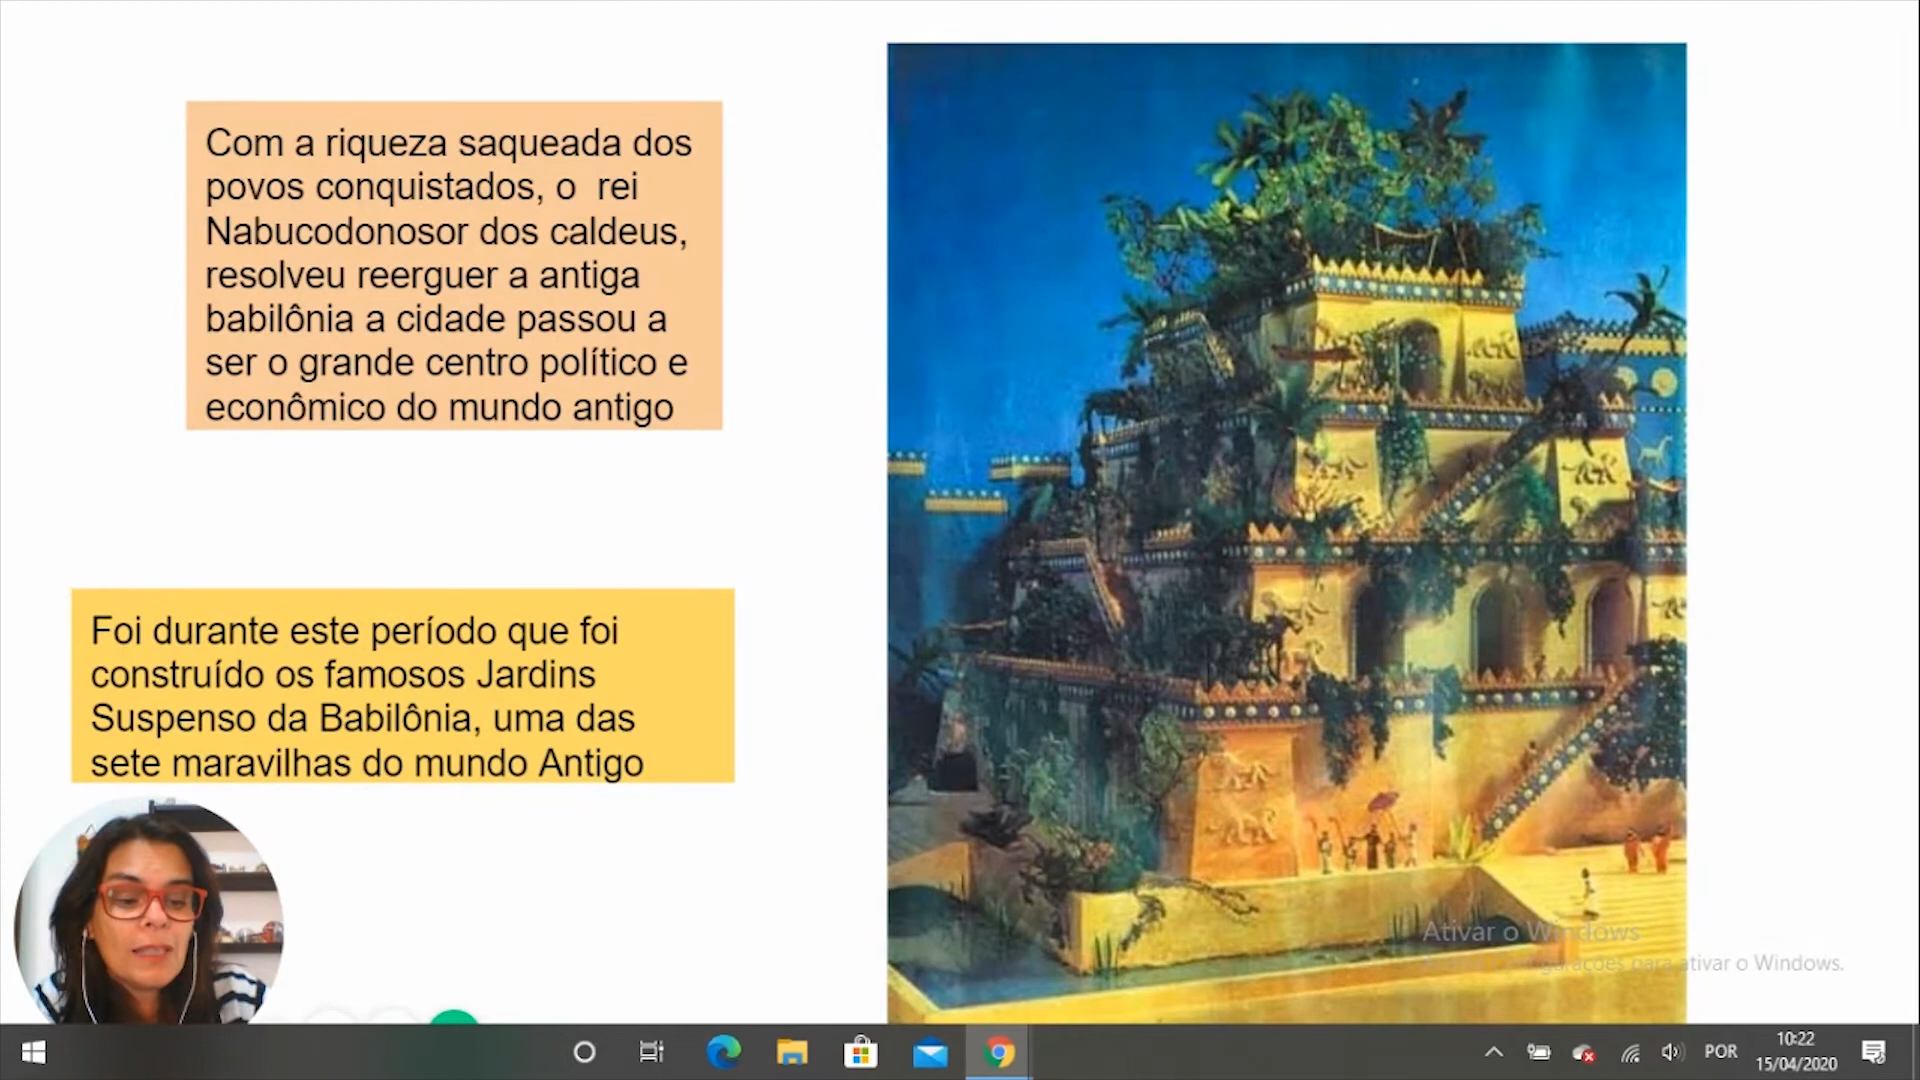 Com a riqueza saqueada dos
povos conquistados, o  rei
Nabucodonosor dos caldeus,
resolveu reerguer a antiga
babilônia a cidade passou a
ser o grande centro político e
econômico do mundo antigo
Foi durante este período que foi
construído os famosos Jardins
Suspenso da Babilônia, uma das
sete maravilhas do mundo Antigo
Ativar o Windows
para ativar o Windows.
POR
10:22
15/04/2020